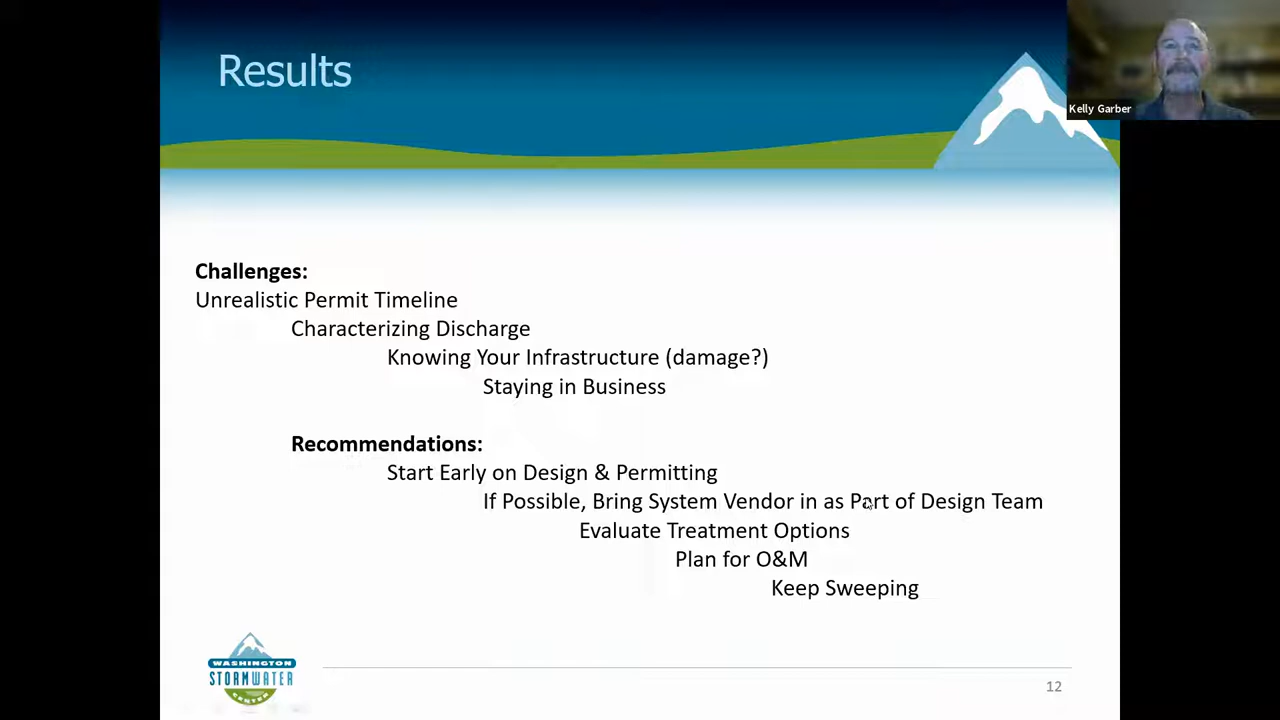 Results
Kelly Garber
Challenges:
Unrealistic Permit Timeline
Characterizing Discharge
Knowing Your Infrastructure (damage?)
Staying in Business
Recommendations:
Start Early on Design & Permitting
If Possible, Bring System Vendor in as Part of Design Team
Evaluate Treatment Options
Plan for O&M
Keep Sweeping
WASHINGTON
STORMWATER
CENTER
12